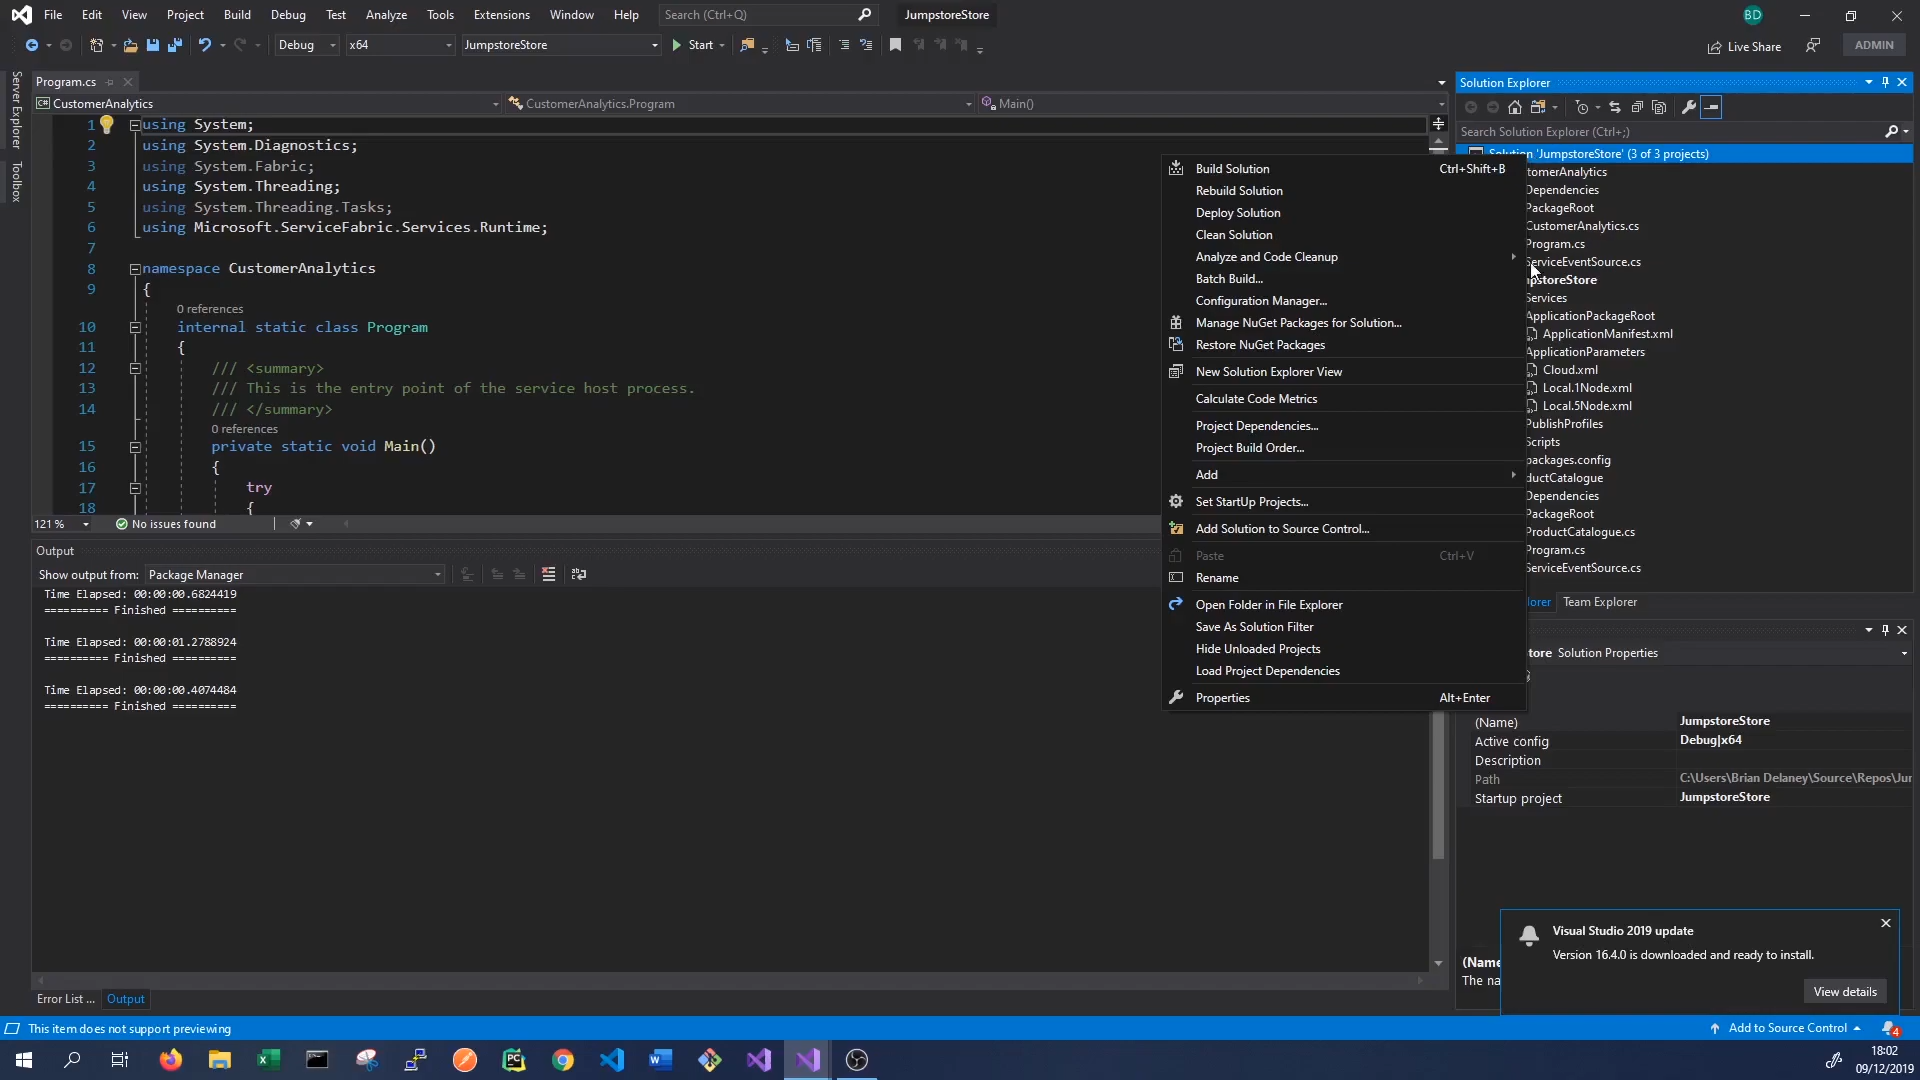 File Edit View Project Build Debug Test Analyze Tools Extensions Window Help Search (Ctrl+Q) JumpstoreStore BD
Debug x64 JumpstoreStore Start Live Share ADMIN
Server Explorer
Toolbox
Program.cs
C# CustomerAnalytics CustomerAnalytics.Program Main()
1 using System;
2 using System.Diagnostics;
3 using System.Fabric;
4 using System.Threading;
5 using System.Threading.Tasks;
6 using Microsoft.ServiceFabric.Services.Runtime;
7
8 namespace CustomerAnalytics
9 {
0 references
10 internal static class Program
11 {
12 /// <summary>
13 /// This is the entry point of the service host process.
14 /// </summary>
0 references
15 private static void Main()
16 {
17 try
18 {
121 % No issues found
Output
Show output from: Package Manager
Time Elapsed: 00:00:00.6824419
========== Finished ==========
Time Elapsed: 00:00:01.2788924
========== Finished ==========
Time Elapsed: 00:00:00.4074484
========== Finished ==========
Error List ... Output
Build Solution Ctrl+Shift+B
Rebuild Solution
Deploy Solution
Clean Solution
Analyze and Code Cleanup
Batch Build...
Configuration Manager...
Manage NuGet Packages for Solution...
Restore NuGet Packages
New Solution Explorer View
Calculate Code Metrics
Project Dependencies...
Project Build Order...
Add
Set StartUp Projects...
Add Solution to Source Control...
Paste Ctrl+V
Rename
Open Folder in File Explorer
Save As Solution Filter
Hide Unloaded Projects
Load Project Dependencies
Properties Alt+Enter
Solution Explorer
Search Solution Explorer (Ctrl+;)
Solution 'JumpstoreStore' (3 of 3 projects)
tomerAnalytics
Dependencies
PackageRoot
CustomerAnalytics.cs
Program.cs
ServiceEventSource.cs
pstoreStore
Services
ApplicationPackageRoot
ApplicationManifest.xml
ApplicationParameters
Cloud.xml
Local.1Node.xml
Local.5Node.xml
PublishProfiles
Scripts
packages.config
ductCatalogue
Dependencies
PackageRoot
ProductCatalogue.cs
Program.cs
ServiceEventSource.cs
orer Team Explorer
tore Solution Properties
(Name) JumpstoreStore
Active config Debug|x64
Description
Path C:\Users\Brian Delaney\Source\Repos\Jur
Startup project JumpstoreStore
(Name
The na
Visual Studio 2019 update
Version 16.4.0 is downloaded and ready to install.
View details
This item does not support previewing Add to Source Control 4
18:02
09/12/2019